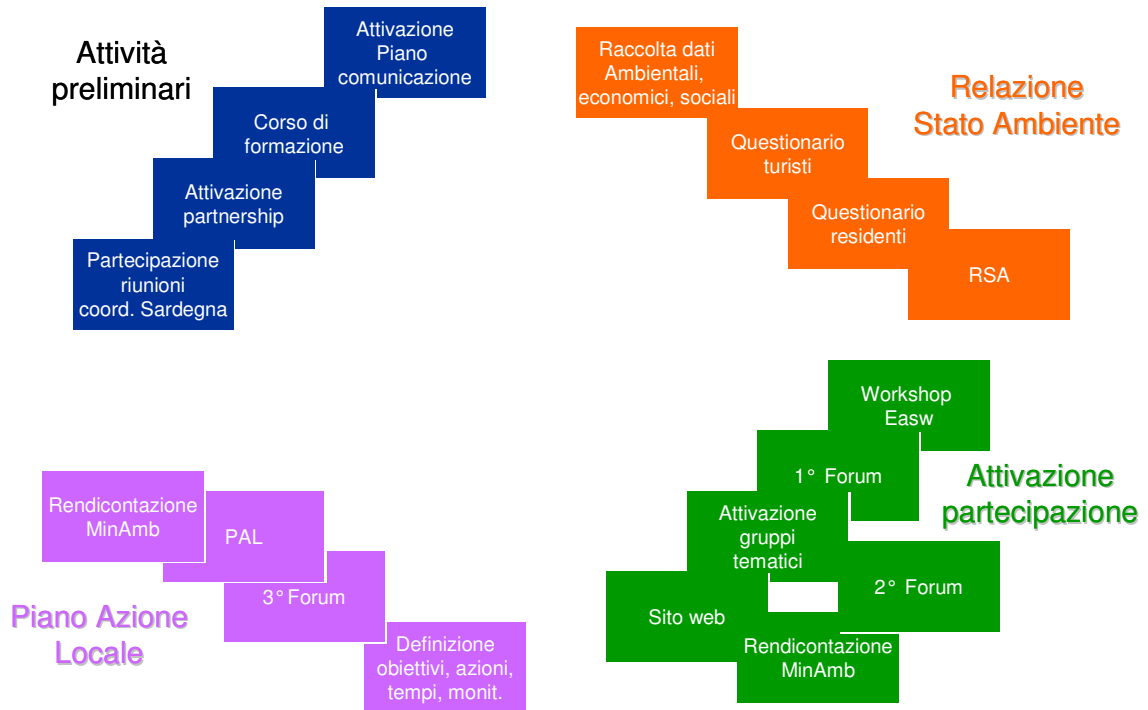 Attività
preliminari
Attivazione
Piano
comunicazione
Corso di
formazione
Attivazione
partnership
Partecipazione
riunioni
coord. Sardegna
Raccolta dati
Ambientali,
economici, sociali
Relazione
Stato Ambiente
Questionario
turisti
Questionario
residenti
RSA
Rendicontazione
MinAmb
PAL
3° Forum
Piano Azione
Locale
Definizione
obiettivi, azioni,
tempi, monit.
Workshop
Easw
1° Forum
Attivazione
partecipazione
Attivazione
gruppi
tematici
2° Forum
Sito web
Rendicontazione
MinAmb